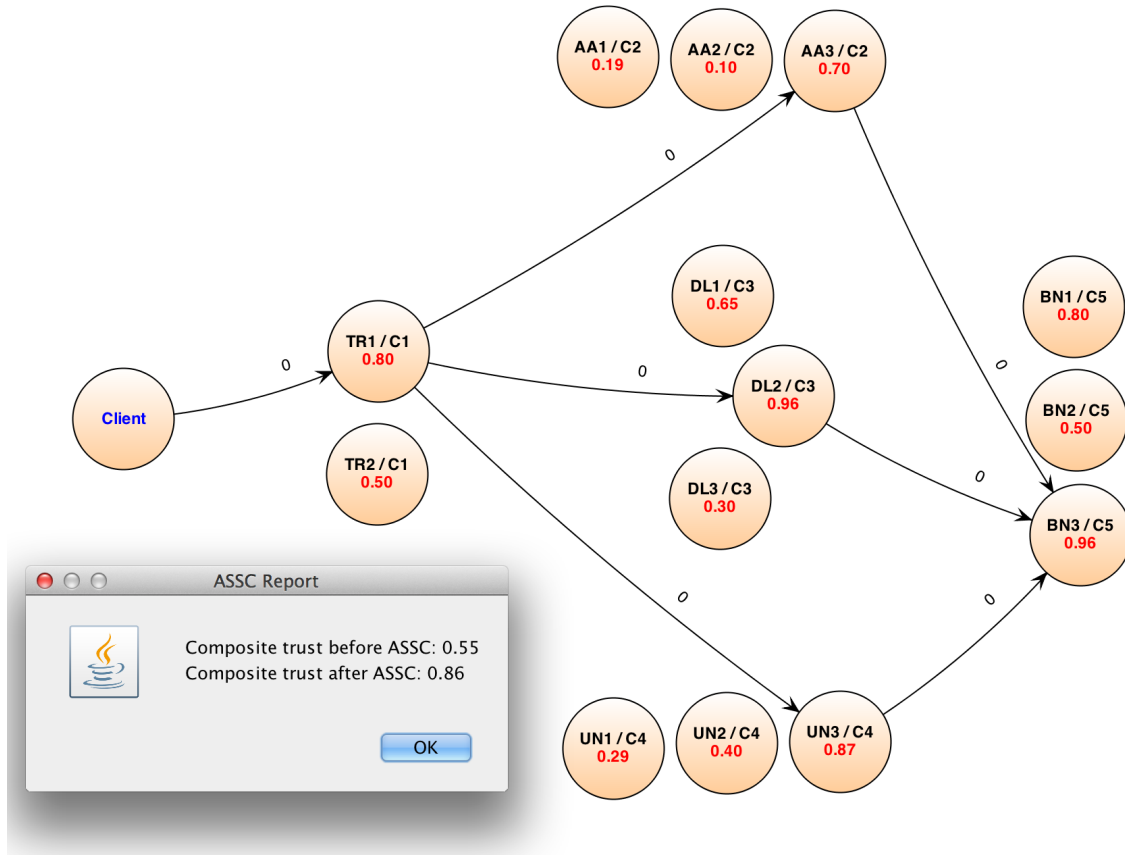 AA1 / C2
0.19
AA2 / C2
0.10
AA3 / C2
0.70
0
DL1 / C3
0.65
BN1 / C5
0.80
TR1 / C1
0.80
0
0
0
DL2 / C3
0.96
BN2 / C5
0.50
Client
TR2 / C1
0.50
DL3 / C3
0.30
0
BN3 / C5
0.96
0
0
ASSC Report
Composite trust before ASSC: 0.55
Composite trust after ASSC: 0.86
OK
UN1 / C4
0.29
UN2 / C4
0.40
UN3 / C4
0.87